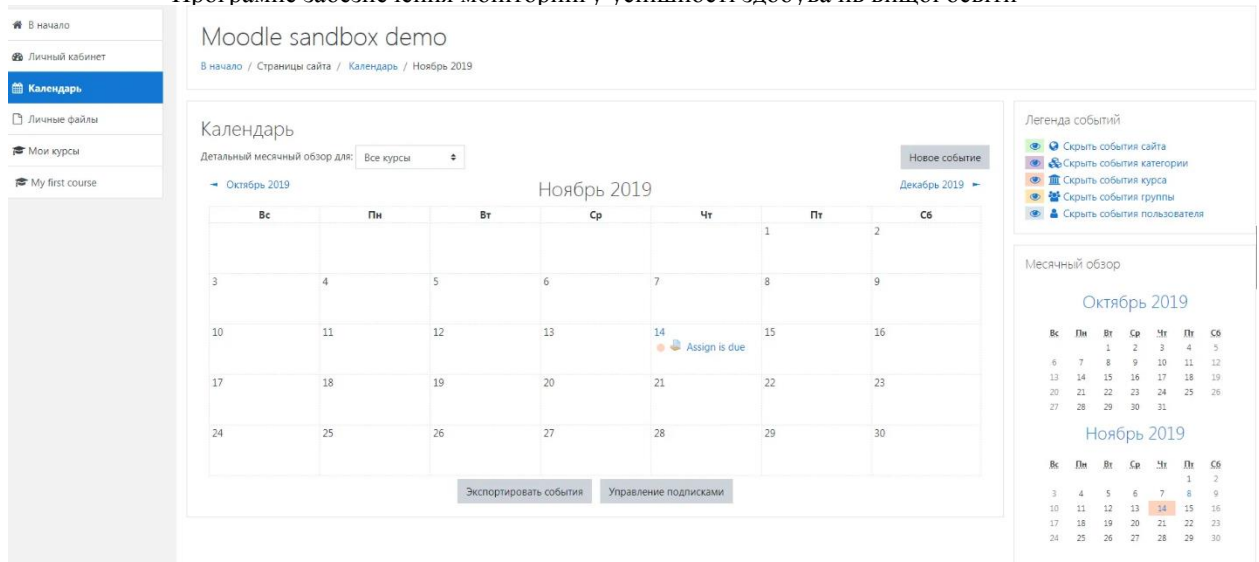 Програмне забезпечення моніторингу успішності здобувачів вищої освіти
В начало
Личный кабинет
Календарь
Личные файлы
Мои курсы
My first course
Moodle sandbox demo
В начало / Страницы сайта / Календарь / Ноябрь 2019
Календарь
Детальный месячный обзор для: Все курсы
Новое событие
Октябрь 2019 Ноябрь 2019 Декабрь 2019
Вс Пн Вт Ср Чт Пт Сб
1 2
3 4 5 6 7 8 9
10 11 12 13 14 15 16
Assign is due
17 18 19 20 21 22 23
24 25 26 27 28 29 30
Экспортировать события Управление подписками
Легенда событий
Скрыть события сайта
Скрыть события категории
Скрыть события курса
Скрыть события группы
Скрыть события пользователя
Месячный обзор
Октябрь 2019
Вс Пн Вт Ср Чт Пт Сб
1 2 3 4 5
6 7 8 9 10 11 12
13 14 15 16 17 18 19
20 21 22 23 24 25 26
27 28 29 30 31
Ноябрь 2019
Вс Пн Вт Ср Чт Пт Сб
1 2
3 4 5 6 7 8 9
10 11 12 13 14 15 16
17 18 19 20 21 22 23
24 25 26 27 28 29 30